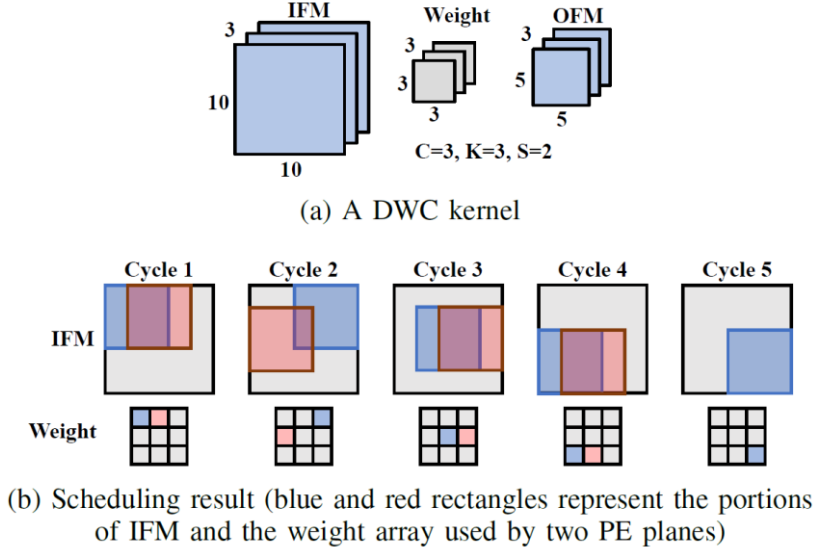 IFM Weight OFM
3 3 3
10 3 5
10 3 5
C=3, K=3, S=2
(a) A DWC kernel
Cycle 1 Cycle 2 Cycle 3 Cycle 4 Cycle 5
IFM
Weight
(b) Scheduling result (blue and red rectangles represent the portions
of IFM and the weight array used by two PE planes)